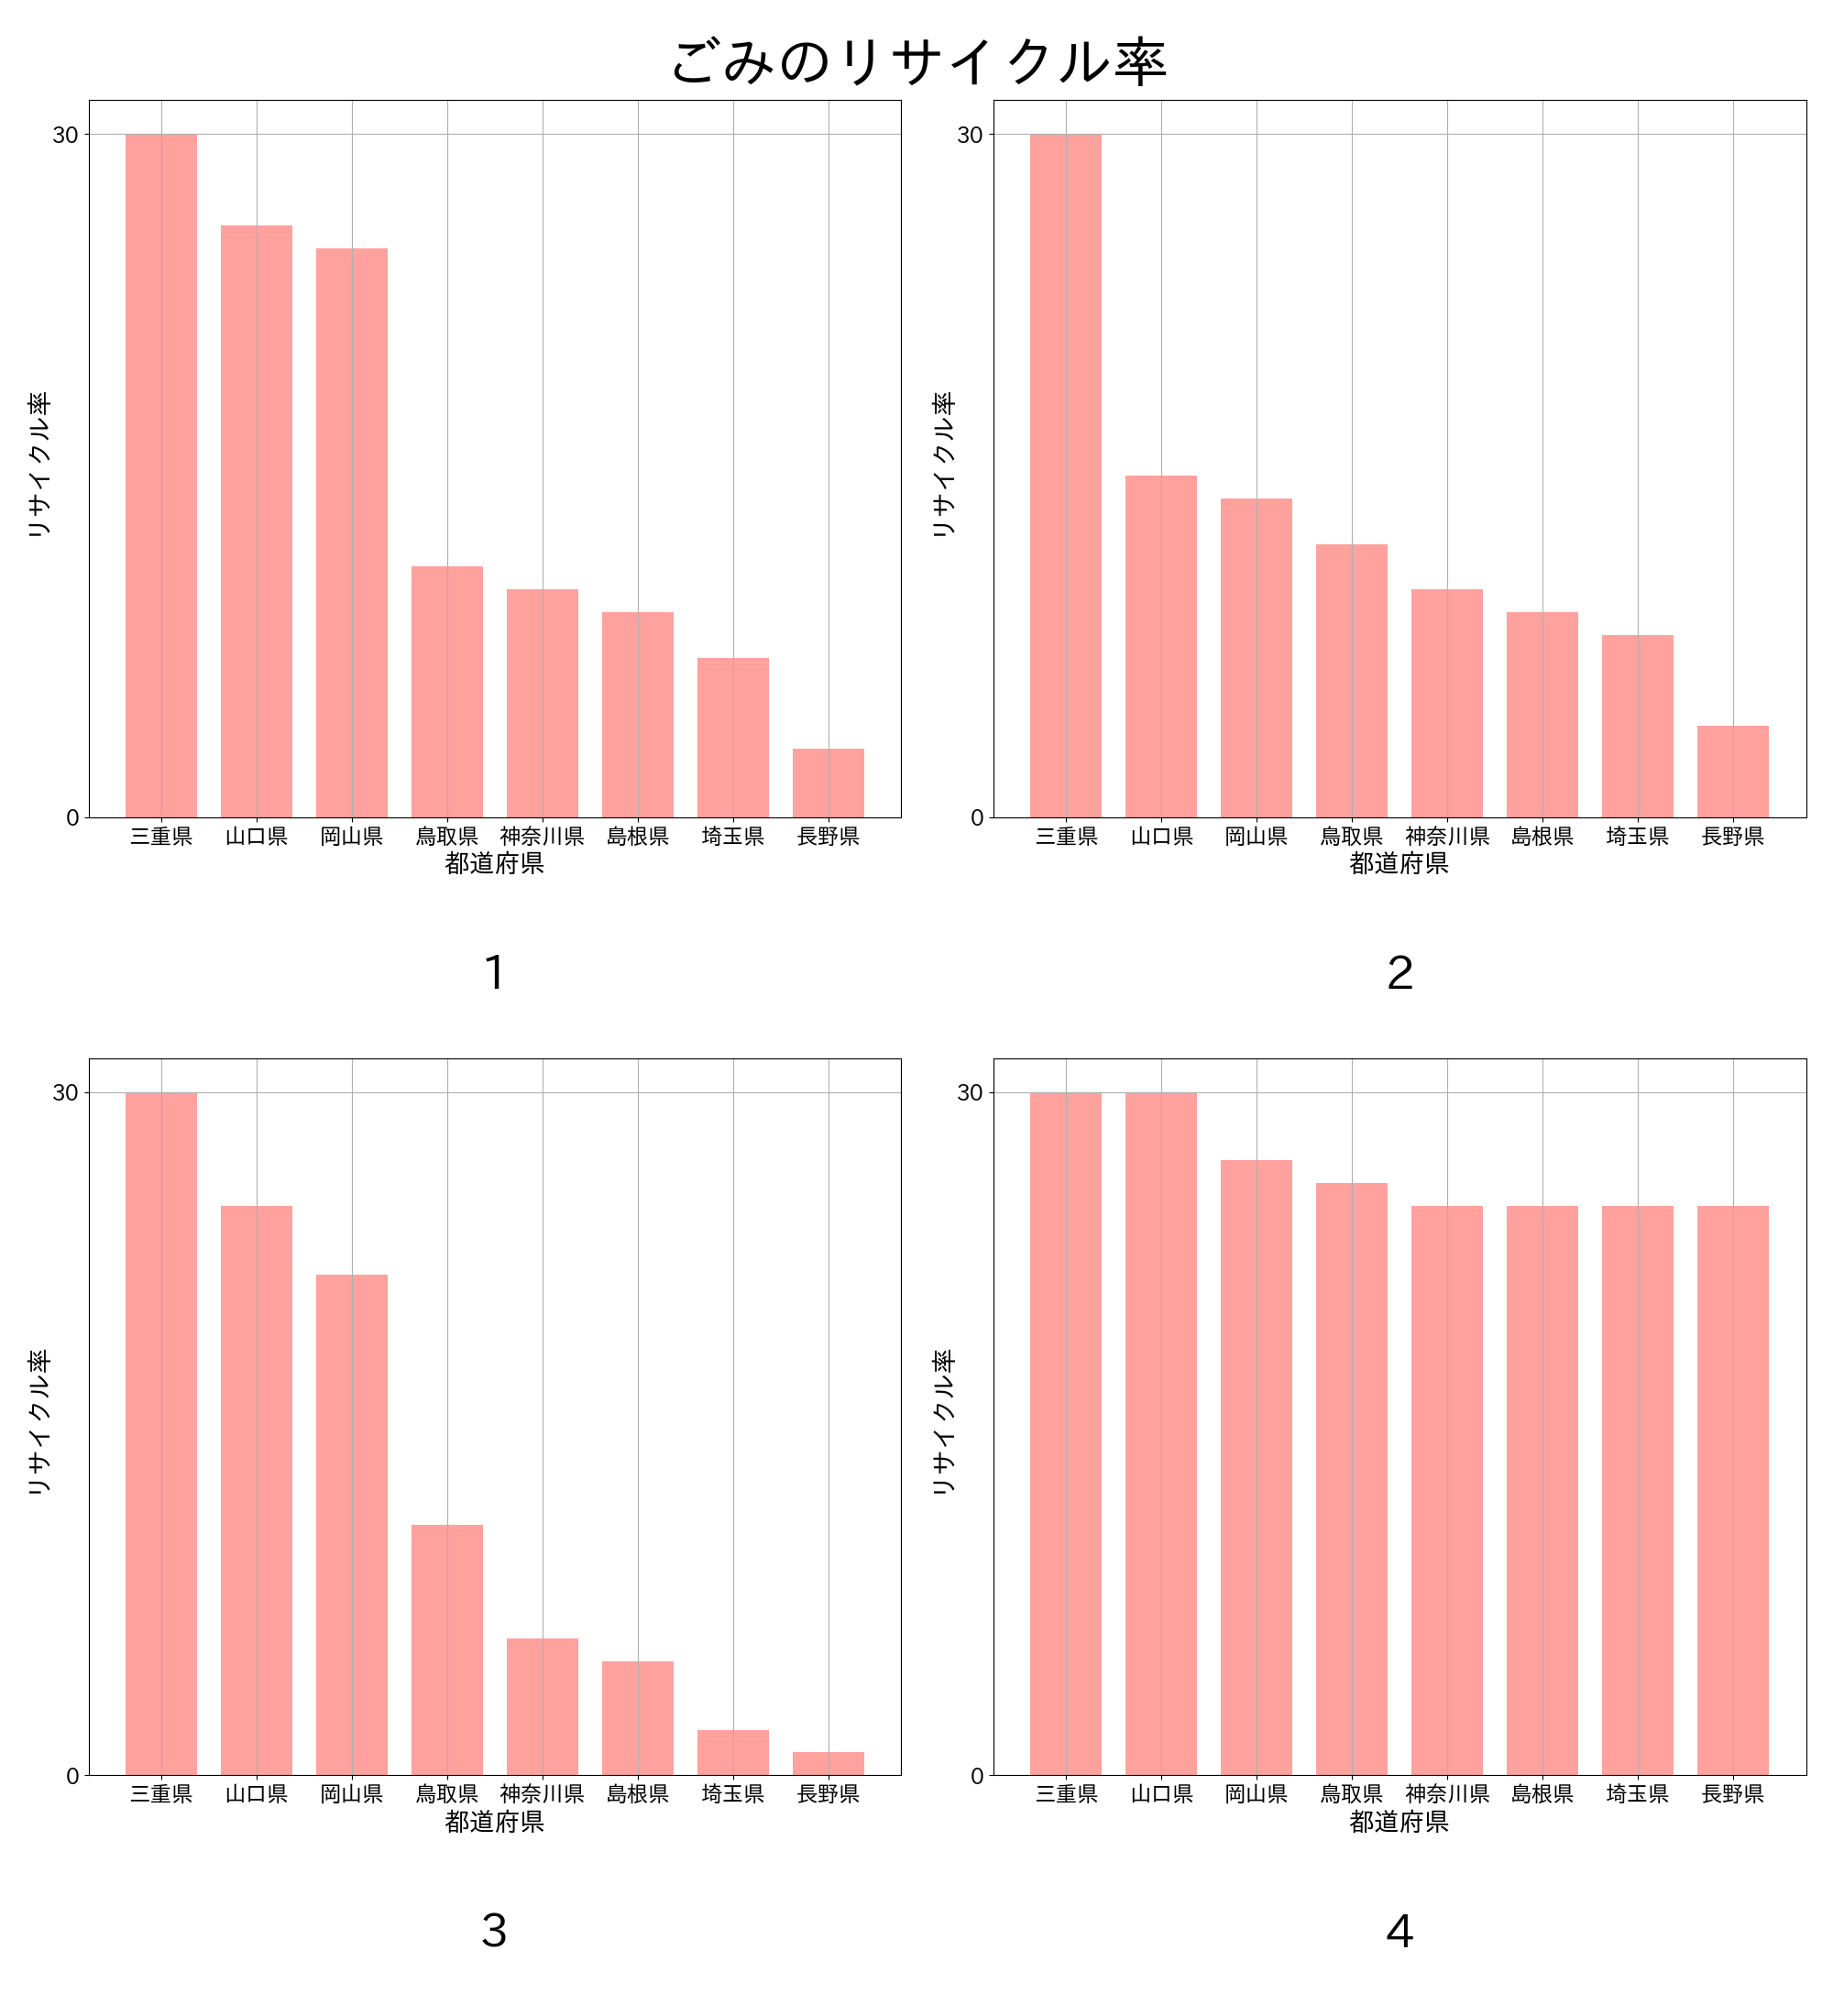 ごみのリサイクル率
30
0
リサイクル率
三重県 山口県 岡山県 鳥取県 神奈川県 島根県 埼玉県 長野県
都道府県
1
30
0
リサイクル率
三重県 山口県 岡山県 鳥取県 神奈川県 島根県 埼玉県 長野県
都道府県
2
30
0
リサイクル率
三重県 山口県 岡山県 鳥取県 神奈川県 島根県 埼玉県 長野県
都道府県
3
30
0
リサイクル率
三重県 山口県 岡山県 鳥取県 神奈川県 島根県 埼玉県 長野県
都道府県
4